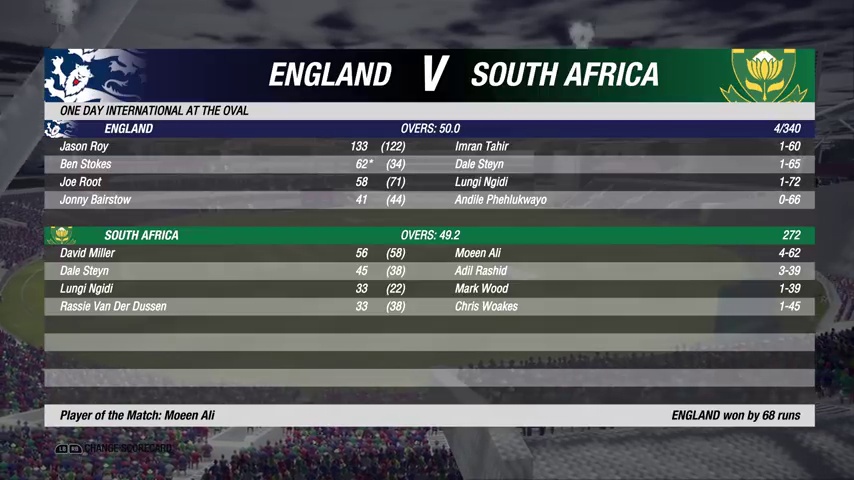 ENGLAND V SOUTH AFRICA
ONE DAY INTERNATIONAL AT THE OVAL
ENGLAND OVERS: 50.0 4/340
Jason Roy 133 (122) Imran Tahir 1-60
Ben Stokes 62* (34) Dale Steyn 1-65
Joe Root 58 (71) Lungi Ngidi 1-72
Jonny Bairstow 41 (44) Andile Phehlukwayo 0-66
SOUTH AFRICA OVERS: 49.2 272
David Miller 56 (58) Moeen Ali 4-62
Dale Steyn 45 (38) Adil Rashid 3-39
Lungi Ngidi 33 (22) Mark Wood 1-39
Rassie Van Der Dussen 33 (38) Chris Woakes 1-45
Player of the Match: Moeen Ali ENGLAND won by 68 runs
CHANGE SCORECARD